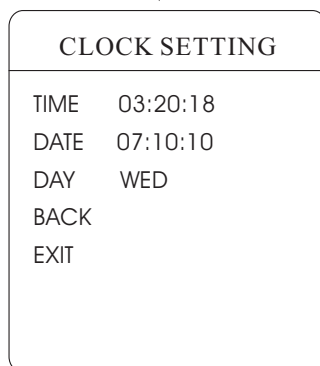 CLOCK SETTING
TIME 03:20:18
DATE 07:10:10
DAY WED
BACK
EXIT